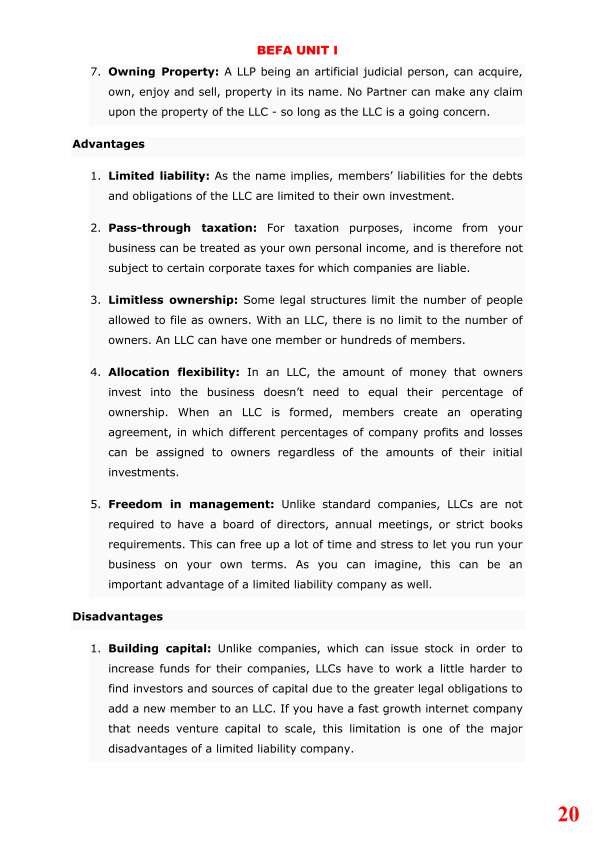 BEFA UNIT I
7. Owning Property: A LLP being an artificial judicial person, can acquire,
own, enjoy and sell, property in its name. No Partner can make any claim
upon the property of the LLC - so long as the LLC is a going concern.
Advantages
1. Limited liability: As the name implies, members’ liabilities for the debts
and obligations of the LLC are limited to their own investment.
2. Pass-through taxation: For taxation purposes, income from your
business can be treated as your own personal income, and is therefore not
subject to certain corporate taxes for which companies are liable.
3. Limitless ownership: Some legal structures limit the number of people
allowed to file as owners. With an LLC, there is no limit to the number of
owners. An LLC can have one member or hundreds of members.
4. Allocation flexibility: In an LLC, the amount of money that owners
invest into the business doesn’t need to equal their percentage of
ownership. When an LLC is formed, members create an operating
agreement, in which different percentages of company profits and losses
can be assigned to owners regardless of the amounts of their initial
investments.
5. Freedom in management: Unlike standard companies, LLCs are not
required to have a board of directors, annual meetings, or strict books
requirements. This can free up a lot of time and stress to let you run your
business on your own terms. As you can imagine, this can be an
important advantage of a limited liability company as well.
Disadvantages
1. Building capital: Unlike companies, which can issue stock in order to
increase funds for their companies, LLCs have to work a little harder to
find investors and sources of capital due to the greater legal obligations to
add a new member to an LLC. If you have a fast growth internet company
that needs venture capital to scale, this limitation is one of the major
disadvantages of a limited liability company.
20